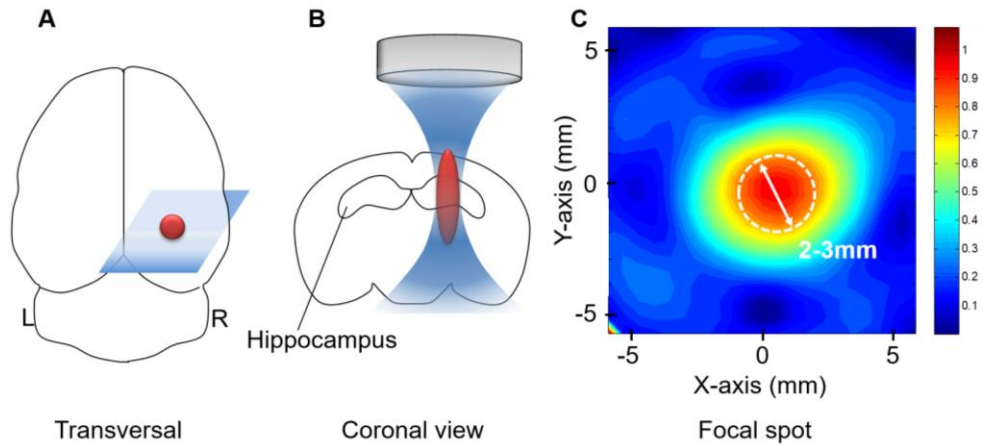 A
B
C
L
R
Hippocampus
Transversal
Coronal view
5
0
-5
Y-axis (mm)
-5
0
5
X-axis (mm)
2-3mm
1
0.9
0.8
0.7
0.6
0.5
0.4
0.3
0.2
0.1
Focal spot